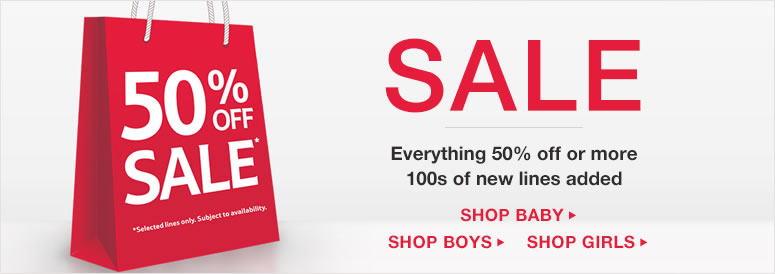 50%
OFF
SALE*
*Selected lines only. Subject to availability.
SALE
Everything 50% off or more
100s of new lines added
SHOP BABY ▸
SHOP BOYS ▸ SHOP GIRLS ▸